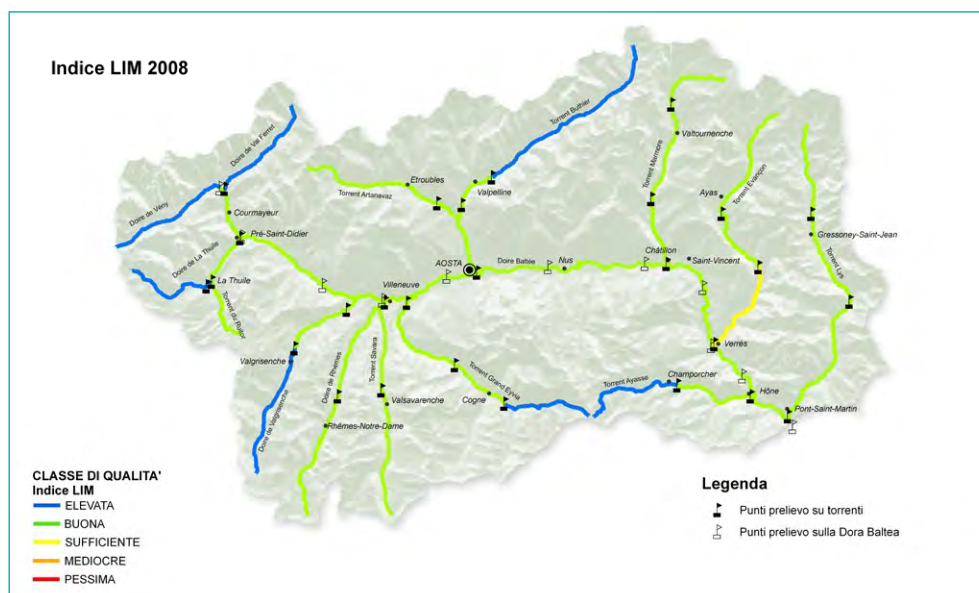 Indice LIM 2008
Doire de Val Ferret
Torrent Buthier
Doire de Vény
Courmayeur
Pré-Saint-Didier
Doire de La Thuile
La Thuile
Torrent du Ruitor
Etroubles
Torrent Artanavaz
Valpelline
Valtournenche
Torrent Marmore
Ayas
Torrent Evançon
Gressoney-Saint-Jean
Torrent Lys
AOSTA
Doire Baltée
Nus
Châtillon
Saint-Vincent
Villeneuve
Verrès
Valgrisenche
Doire de Valgrisenche
Doire de Rhêmes
Torrent Savara
Rhêmes-Notre-Dame
Valsavarenche
Torrent Grand Eyvia
Cogne
Torrent Ayasse
Champorcher
Hône
Pont-Saint-Martin
CLASSE DI QUALITA'
Indice LIM
ELEVATA
BUONA
SUFFICIENTE
MEDIOCRE
PESSIMA
Legenda
Punti prelievo su torrenti
Punti prelievo sulla Dora Baltea